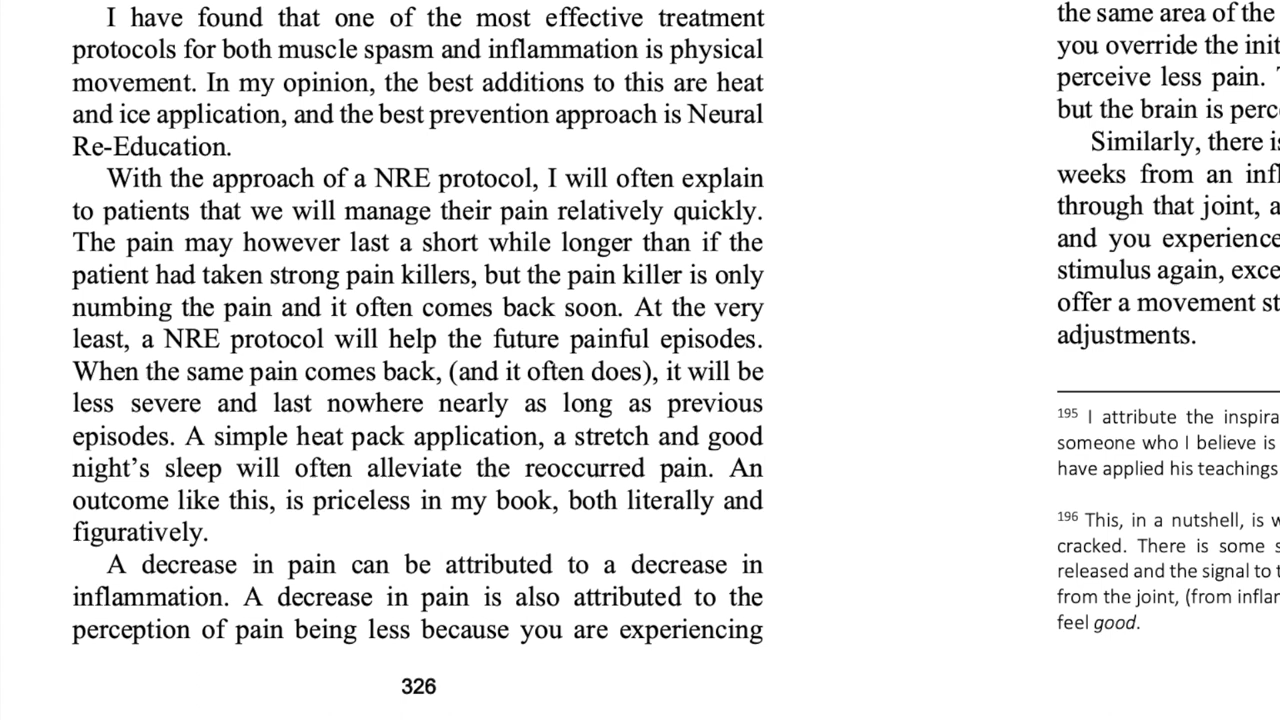 I have found that one of the most effective treatment
protocols for both muscle spasm and inflammation is physical
movement. In my opinion, the best additions to this are heat
and ice application, and the best prevention approach is Neural
Re-Education.
With the approach of a NRE protocol, I will often explain
to patients that we will manage their pain relatively quickly.
The pain may however last a short while longer than if the
patient had taken strong pain killers, but the pain killer is only
numbing the pain and it often comes back soon. At the very
least, a NRE protocol will help the future painful episodes.
When the same pain comes back, (and it often does), it will be
less severe and last nowhere nearly as long as previous
episodes. A simple heat pack application, a stretch and good
night’s sleep will often alleviate the reoccurred pain. An
outcome like this, is priceless in my book, both literally and
figuratively.
A decrease in pain can be attributed to a decrease in
inflammation. A decrease in pain is also attributed to the
perception of pain being less because you are experiencing
326
the same area of the
you override the init
perceive less pain. T
but the brain is perc
Similarly, there is
weeks from an infl
through that joint, a
and you experience
stimulus again, exce
offer a movement st
adjustments.
195 I attribute the inspira
someone who I believe is
have applied his teachings
196 This, in a nutshell, is w
cracked. There is some s
released and the signal to t
from the joint, (from inflar
feel good.